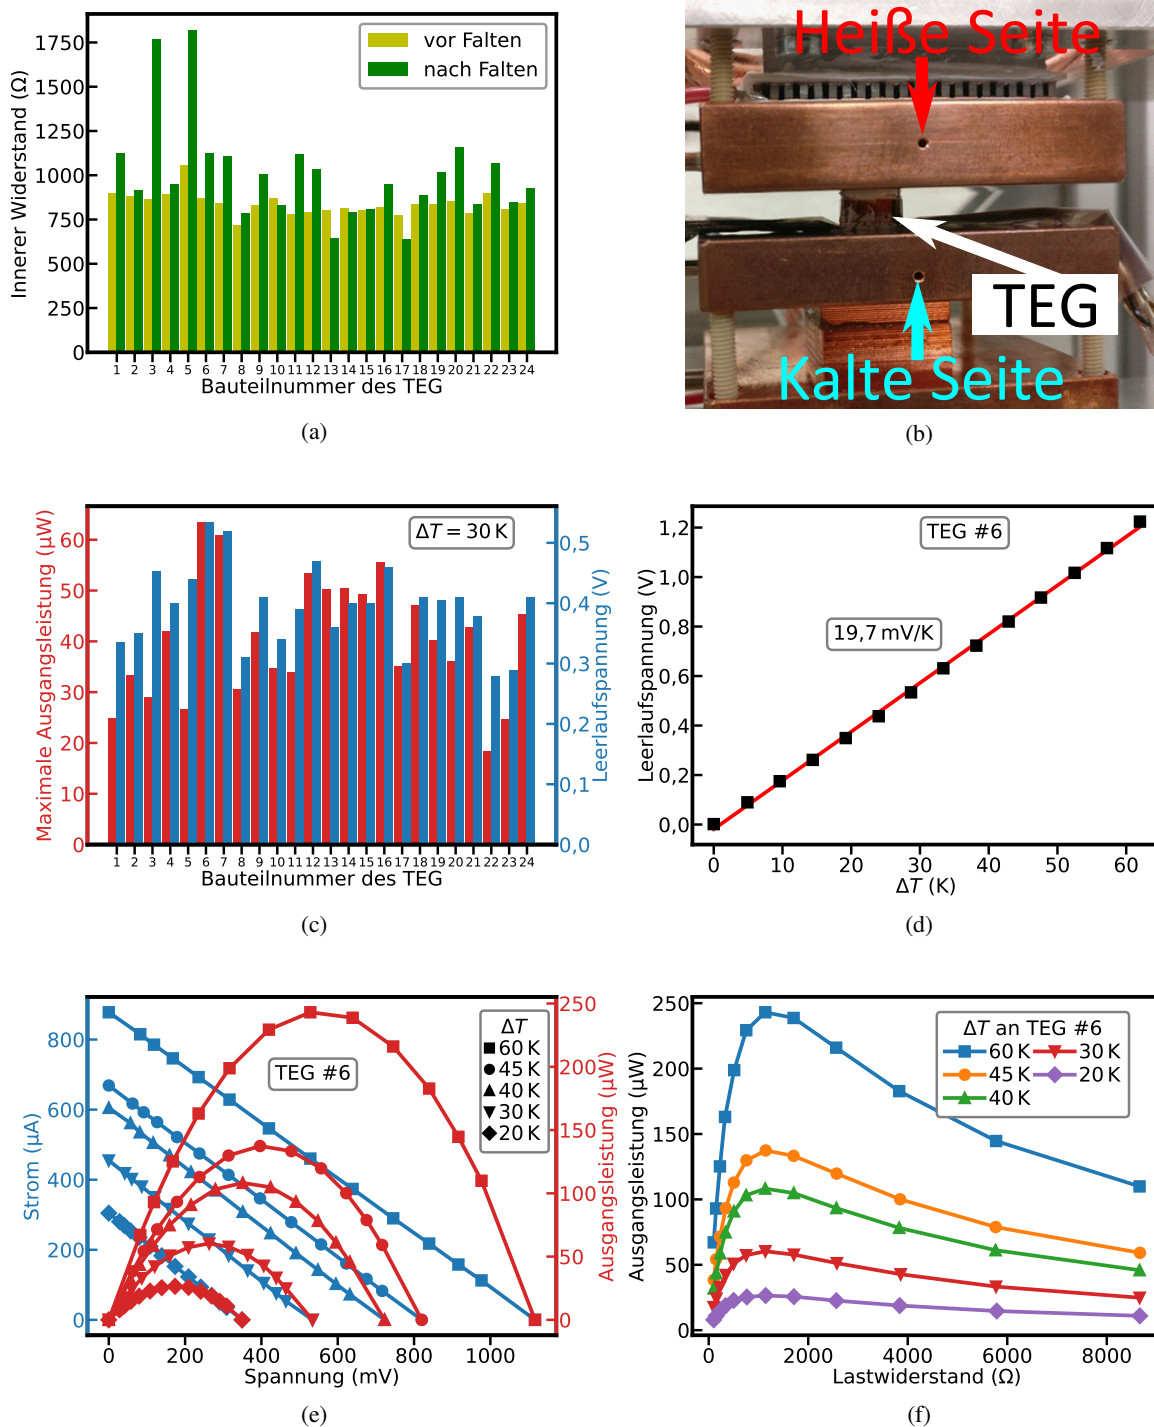 1750
1500
1250
1000
750
500
250
0
Innerer Widerstand (Ω)
vor Falten
nach Falten
1 2 3 4 5 6 7 8 9 10 11 12 13 14 15 16 17 18 19 20 21 22 23 24
Bauteilnummer des TEG
(a)
Heiße Seite
TEG
Kalte Seite
(b)
60
50
40
30
20
10
0
Maximale Ausgangsleistung (µW)
ΔT = 30 K
0,5
0,4
0,3
0,2
0,1
0,0
Leerlaufspannung (V)
1 2 3 4 5 6 7 8 9 10 11 12 13 14 15 16 17 18 19 20 21 22 23 24
Bauteilnummer des TEG
(c)
1,2
1,0
0,8
0,6
0,4
0,2
0,0
Leerlaufspannung (V)
TEG #6
19,7 mV/K
0 10 20 30 40 50 60
ΔT (K)
(d)
800
600
400
200
0
Strom (µA)
TEG #6
ΔT
60 K
45 K
40 K
30 K
20 K
250
200
150
100
50
0
Ausgangsleistung (µW)
0 200 400 600 800 1000
Spannung (mV)
(e)
250
200
150
100
50
0
Ausgangsleistung (µW)
ΔT an TEG #6
60 K 30 K
45 K 20 K
40 K
0 2000 4000 6000 8000
Lastwiderstand (Ω)
(f)